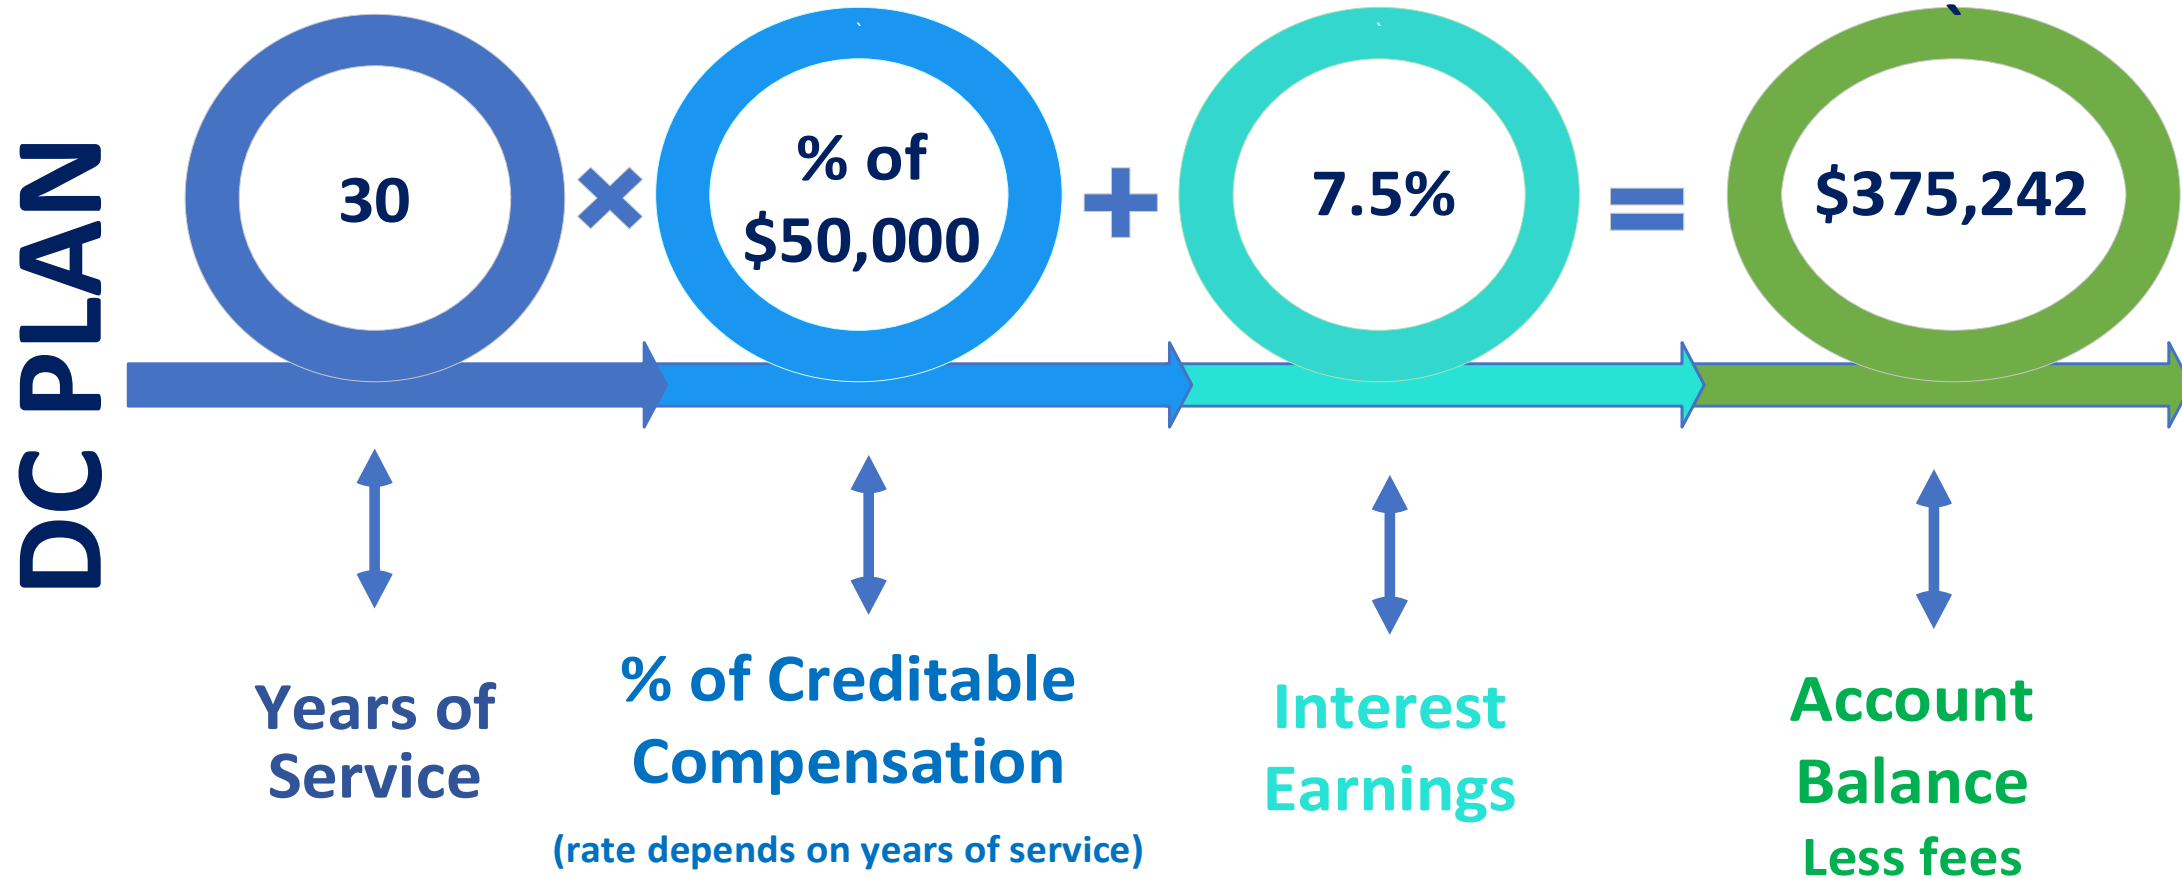 DC PLAN
30
×
% of
$50,000
+
7.5%
=
$375,242
Years of
Service
% of Creditable
Compensation
(rate depends on years of service)
Interest
Earnings
Account
Balance
Less fees